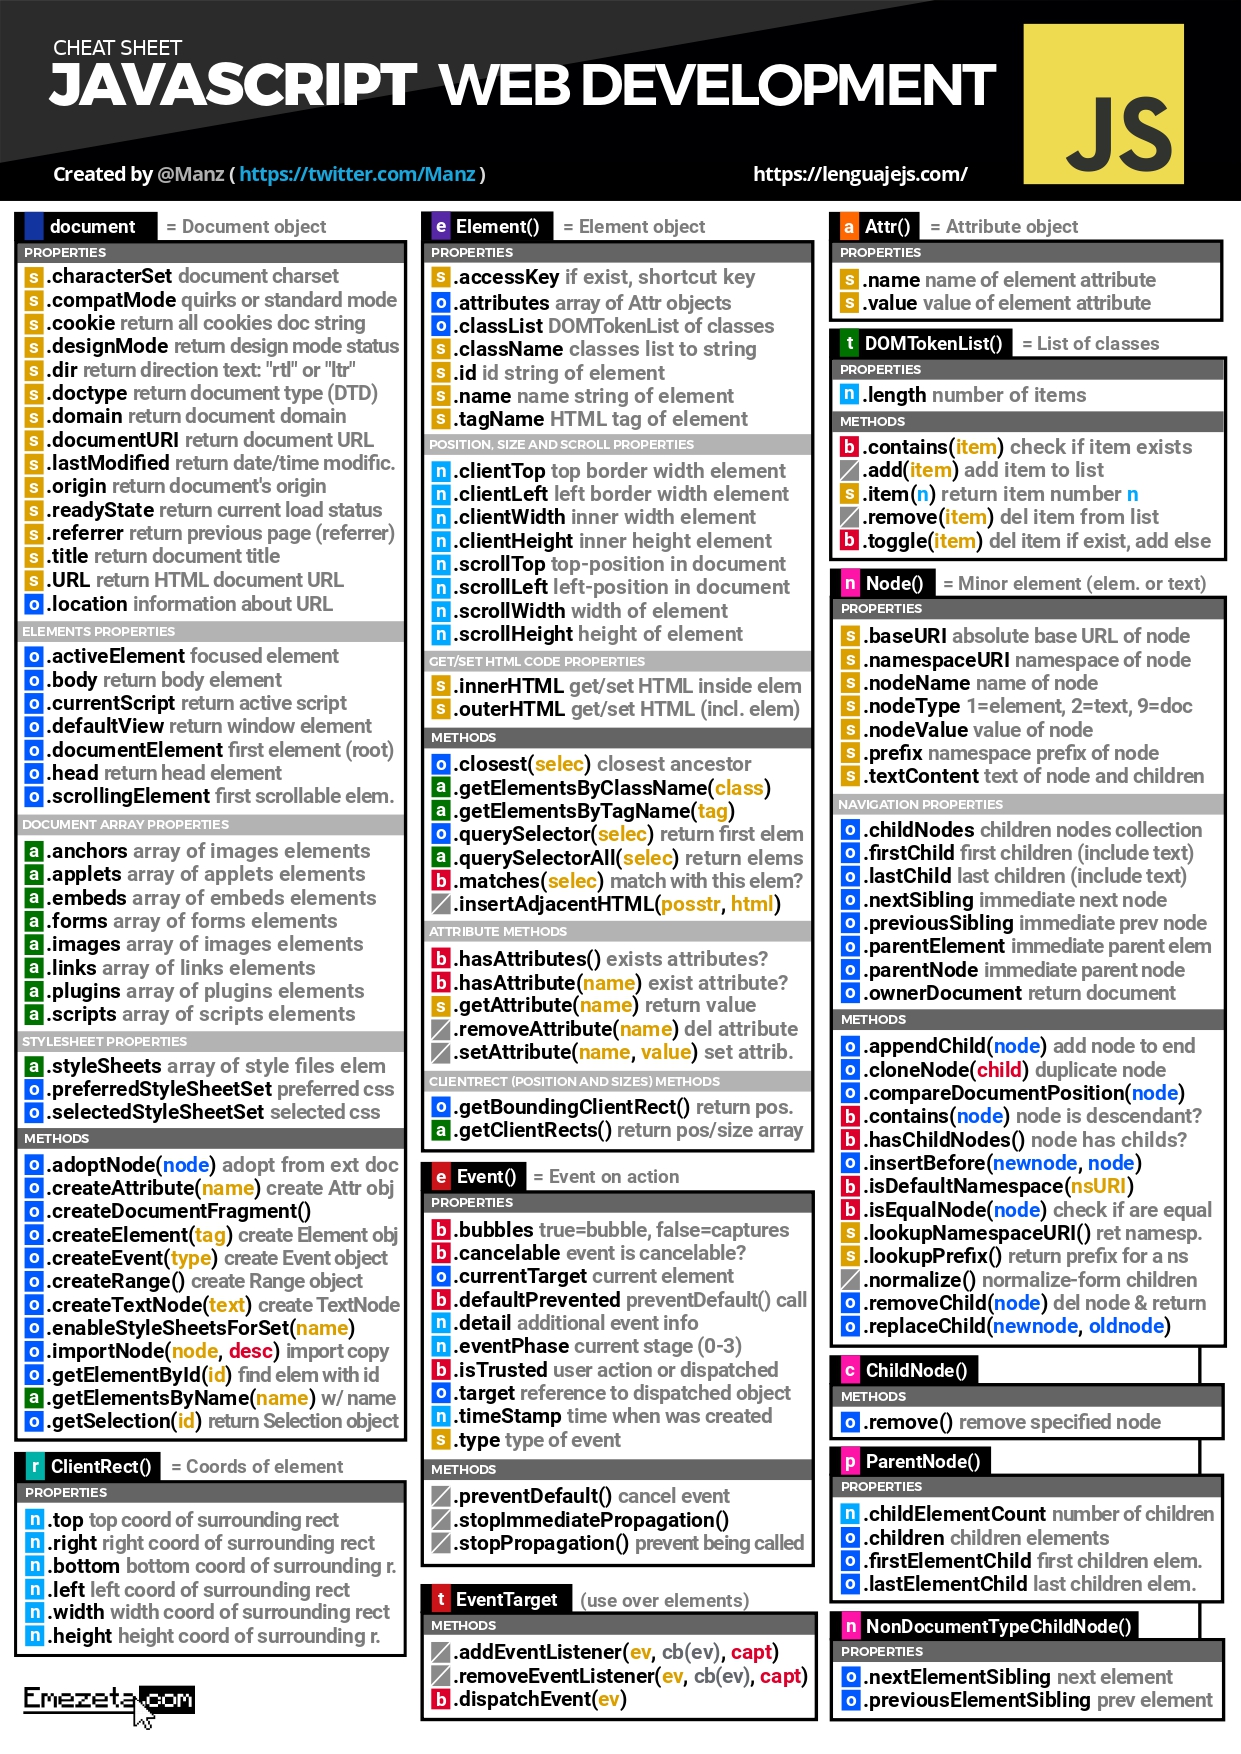 CHEAT SHEET
JAVASCRIPT WEB DEVELOPMENT
JS
Created by @Manz ( https://twitter.com/Manz )
https://lenguajejs.com/
document = Document object
PROPERTIES
s .characterSet document charset
s .compatMode quirks or standard mode
s .cookie return all cookies doc string
s .designMode return design mode status
s .dir return direction text: "rtl" or "ltr"
s .doctype return document type (DTD)
s .domain return document domain
s .documentURI return document URL
s .lastModified return date/time modific.
s .origin return document's origin
s .readyState return current load status
s .referrer return previous page (referrer)
s .title return document title
s .URL return HTML document URL
o .location information about URL
ELEMENTS PROPERTIES
o .activeElement focused element
o .body return body element
o .currentScript return active script
o .defaultView return window element
o .documentElement first element (root)
o .head return head element
o .scrollingElement first scrollable elem.
DOCUMENT ARRAY PROPERTIES
a .anchors array of images elements
a .applets array of applets elements
a .embeds array of embeds elements
a .forms array of forms elements
a .images array of images elements
a .links array of links elements
a .plugins array of plugins elements
a .scripts array of scripts elements
STYLESHEET PROPERTIES
a .styleSheets array of style files elem
o .preferredStyleSheetSet preferred css
o .selectedStyleSheetSet selected css
METHODS
o .adoptNode(node) adopt from ext doc
o .createAttribute(name) create Attr obj
o .createDocumentFragment()
o .createElement(tag) create Element obj
o .createEvent(type) create Event object
o .createRange() create Range object
o .createTextNode(text) create TextNode
o .enableStyleSheetsForSet(name)
o .importNode(node, desc) import copy
o .getElementById(id) find elem with id
a .getElementsByName(name) w/ name
o .getSelection(id) return Selection object
r ClientRect() = Coords of element
PROPERTIES
n .top top coord of surrounding rect
n .right right coord of surrounding rect
n .bottom bottom coord of surrounding r.
n .left left coord of surrounding rect
n .width width coord of surrounding rect
n .height height coord of surrounding r.
Emezeta.com
e Element() = Element object
PROPERTIES
s .accessKey if exist, shortcut key
o .attributes array of Attr objects
o .classList DOMTokenList of classes
s .className classes list to string
s .id id string of element
s .name name string of element
s .tagName HTML tag of element
POSITION, SIZE AND SCROLL PROPERTIES
n .clientTop top border width element
n .clientLeft left border width element
n .clientWidth inner width element
n .clientHeight inner height element
n .scrollTop top-position in document
n .scrollLeft left-position in document
n .scrollWidth width of element
n .scrollHeight height of element
GET/SET HTML CODE PROPERTIES
s .innerHTML get/set HTML inside elem
s .outerHTML get/set HTML (incl. elem)
METHODS
o .closest(selec) closest ancestor
a .getElementsByClassName(class)
a .getElementsByTagName(tag)
o .querySelector(selec) return first elem
a .querySelectorAll(selec) return elems
b .matches(selec) match with this elem?
.insertAdjacentHTML(posstr, html)
ATTRIBUTE METHODS
b .hasAttributes() exists attributes?
b .hasAttribute(name) exist attribute?
s .getAttribute(name) return value
.removeAttribute(name) del attribute
.setAttribute(name, value) set attrib.
CLIENTRECT (POSITION AND SIZES) METHODS
o .getBoundingClientRect() return pos.
a .getClientRects() return pos/size array
e Event() = Event on action
PROPERTIES
b .bubbles true=bubble, false=captures
b .cancelable event is cancelable?
o .currentTarget current element
b .defaultPrevented preventDefault() call
n .detail additional event info
n .eventPhase current stage (0-3)
b .isTrusted user action or dispatched
o .target reference to dispatched object
n .timeStamp time when was created
s .type type of event
METHODS
.preventDefault() cancel event
.stopImmediatePropagation()
.stopPropagation() prevent being called
t EventTarget (use over elements)
METHODS
.addEventListener(ev, cb(ev), capt)
.removeEventListener(ev, cb(ev), capt)
b .dispatchEvent(ev)
a Attr() = Attribute object
PROPERTIES
s .name name of element attribute
s .value value of element attribute
t DOMTokenList() = List of classes
PROPERTIES
n .length number of items
METHODS
b .contains(item) check if item exists
.add(item) add item to list
s .item(n) return item number n
.remove(item) del item from list
b .toggle(item) del item if exist, add else
n Node() = Minor element (elem. or text)
PROPERTIES
s .baseURI absolute base URL of node
s .namespaceURI namespace of node
s .nodeName name of node
s .nodeType 1=element, 2=text, 9=doc
s .nodeValue value of node
s .prefix namespace prefix of node
s .textContent text of node and children
NAVIGATION PROPERTIES
o .childNodes children nodes collection
o .firstChild first children (include text)
o .lastChild last children (include text)
o .nextSibling immediate next node
o .previousSibling immediate prev node
o .parentElement immediate parent elem
o .parentNode immediate parent node
o .ownerDocument return document
METHODS
o .appendChild(node) add node to end
o .cloneNode(child) duplicate node
o .compareDocumentPosition(node)
b .contains(node) node is descendant?
b .hasChildNodes() node has childs?
o .insertBefore(newnode, node)
b .isDefaultNamespace(nsURI)
b .isEqualNode(node) check if are equal
s .lookupNamespaceURI() ret namesp.
s .lookupPrefix() return prefix for a ns
.normalize() normalize-form children
o .removeChild(node) del node & return
o .replaceChild(newnode, oldnode)
c ChildNode()
METHODS
o .remove() remove specified node
p ParentNode()
PROPERTIES
n .childElementCount number of children
o .children children elements
o .firstElementChild first children elem.
o .lastElementChild last children elem.
n NonDocumentTypeChildNode()
PROPERTIES
o .nextElementSibling next element
o .previousElementSibling prev element